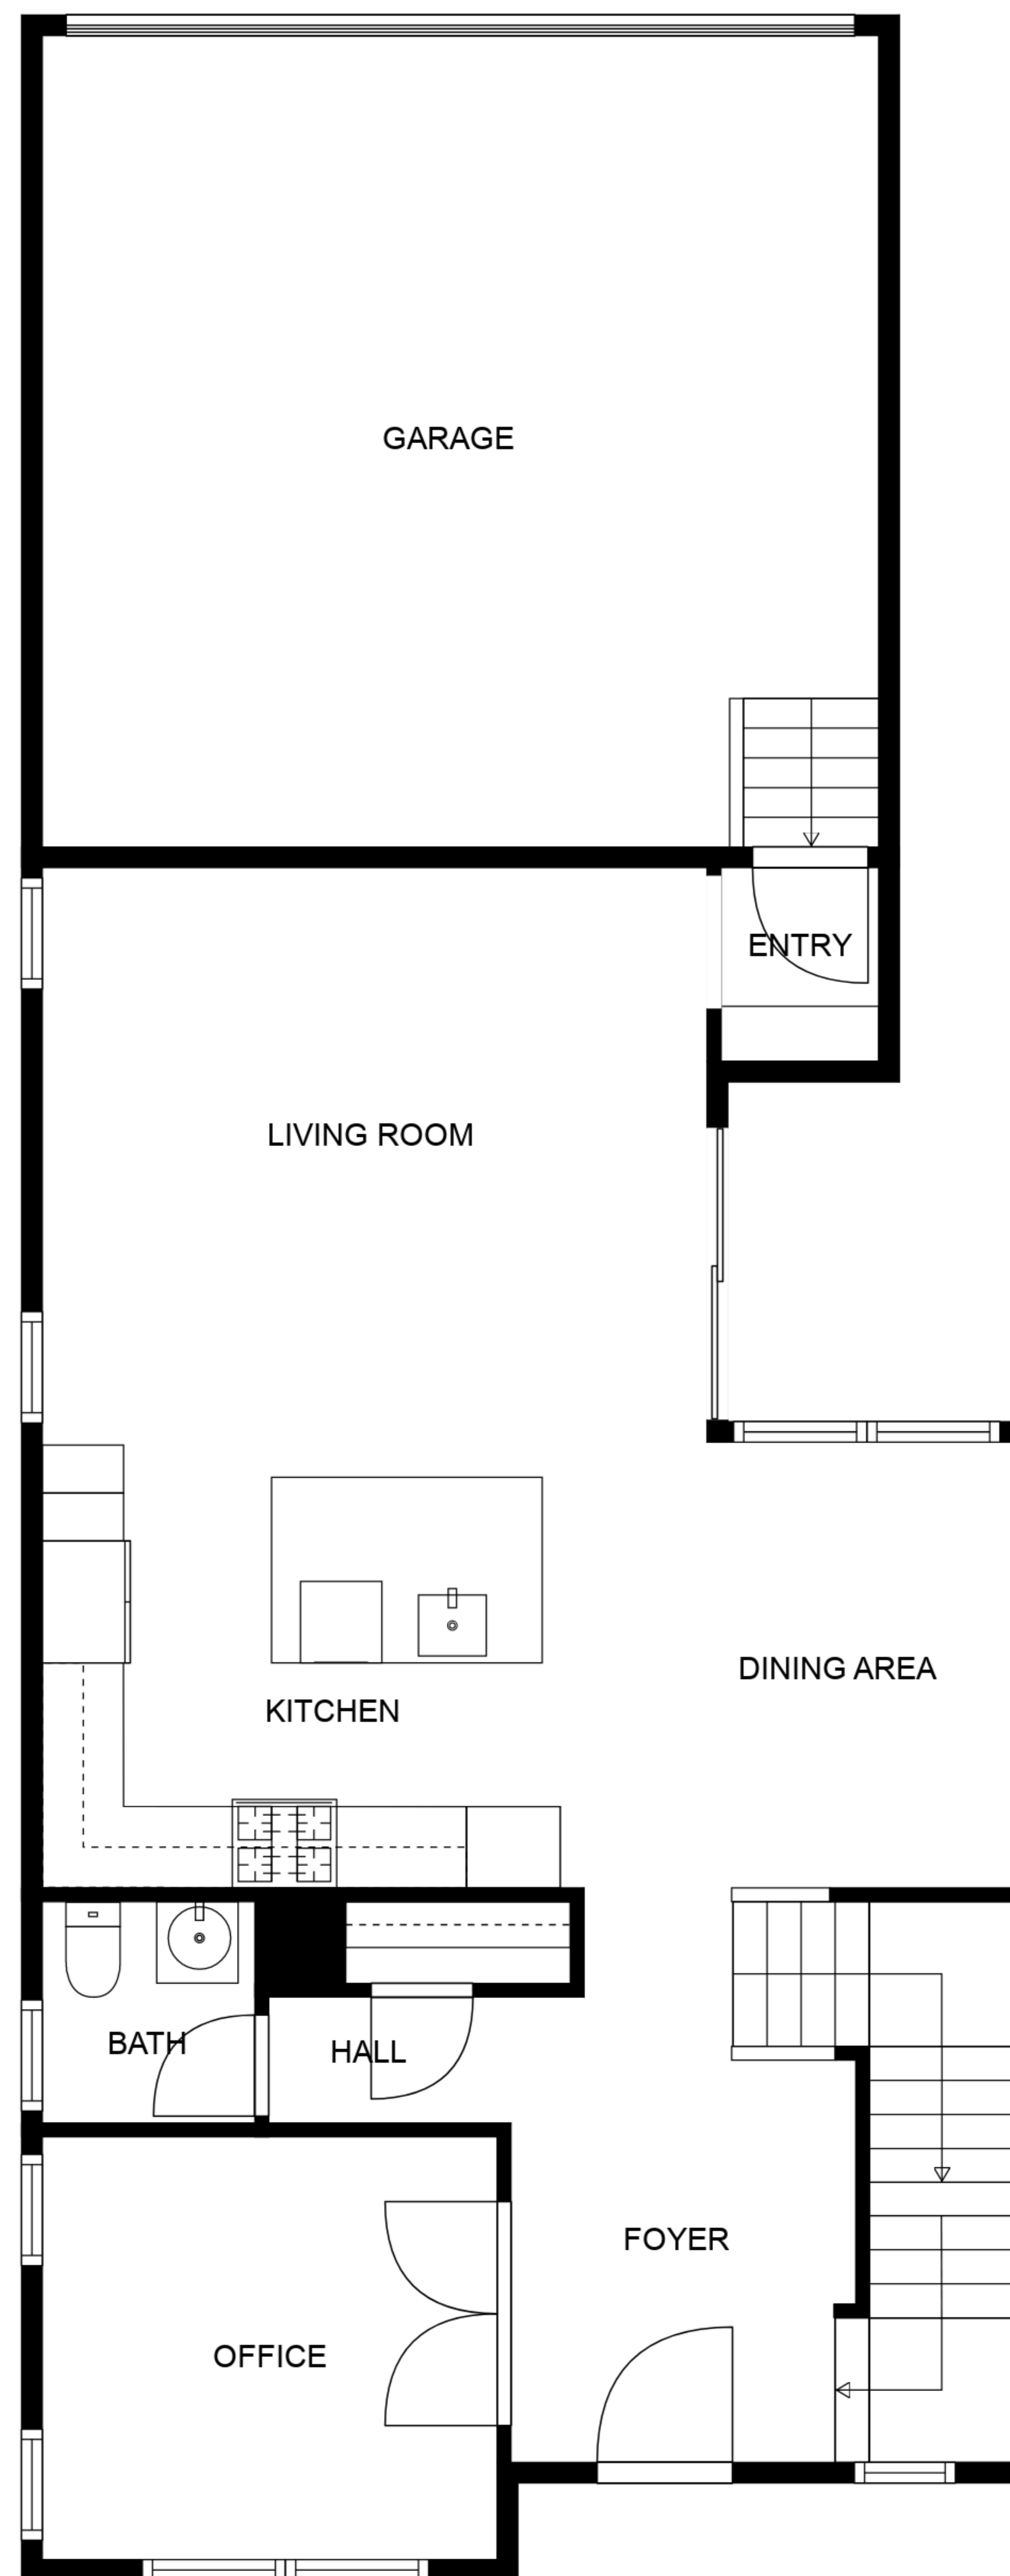 GARAGE
ENTRY
LIVING ROOM
DINING AREA
KITCHEN
BATH
HALL
FOYER
OFFICE